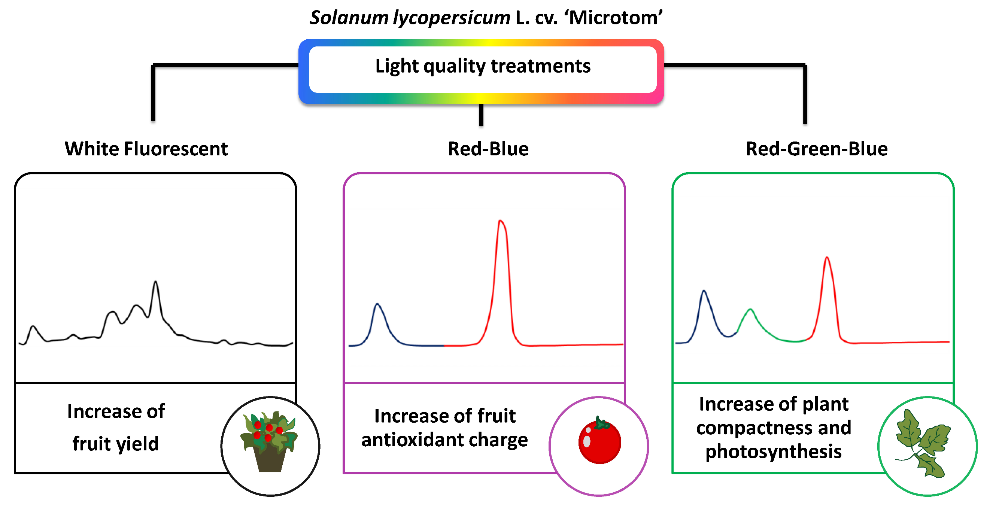 Solanum lycopersicum L. cv. ‘Microtom’
Light quality treatments
White Fluorescent
Red-Blue
Red-Green-Blue
Increase of
fruit yield
Increase of fruit
antioxidant charge
Increase of plant
compactness and
photosynthesis